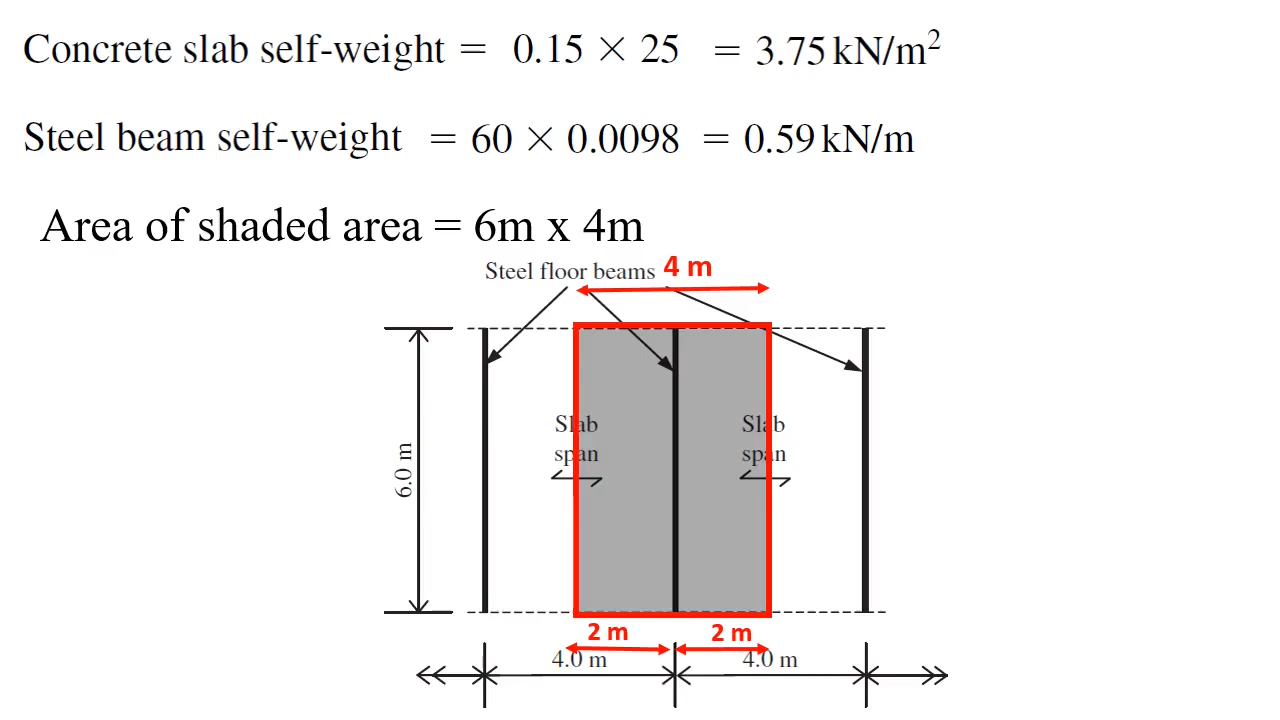 Concrete slab self-weight = 0.15 × 25 = 3.75 kN/m²
Steel beam self-weight = 60 × 0.0098 = 0.59 kN/m
Area of shaded area = 6m x 4m
Steel floor beams 4 m
Slab span
Slab span
6.0 m
2 m 2 m
4.0 m 4.0 m